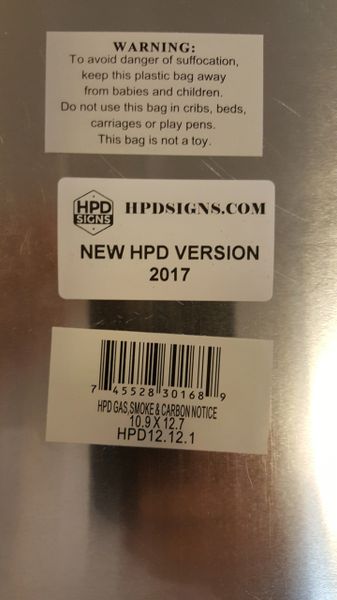 WARNING:
To avoid danger of suffocation,
keep this plastic bag away
from babies and children.
Do not use this bag in cribs, beds,
carriages or play pens.
This bag is not a toy.
HPD
SIGNS
HPDSIGNS.COM
NEW HPD VERSION
2017
7 45528 30168 9
HPD GAS,SMOKE & CARBON NOTICE
10.9 X 12.7
HPD12.12.1